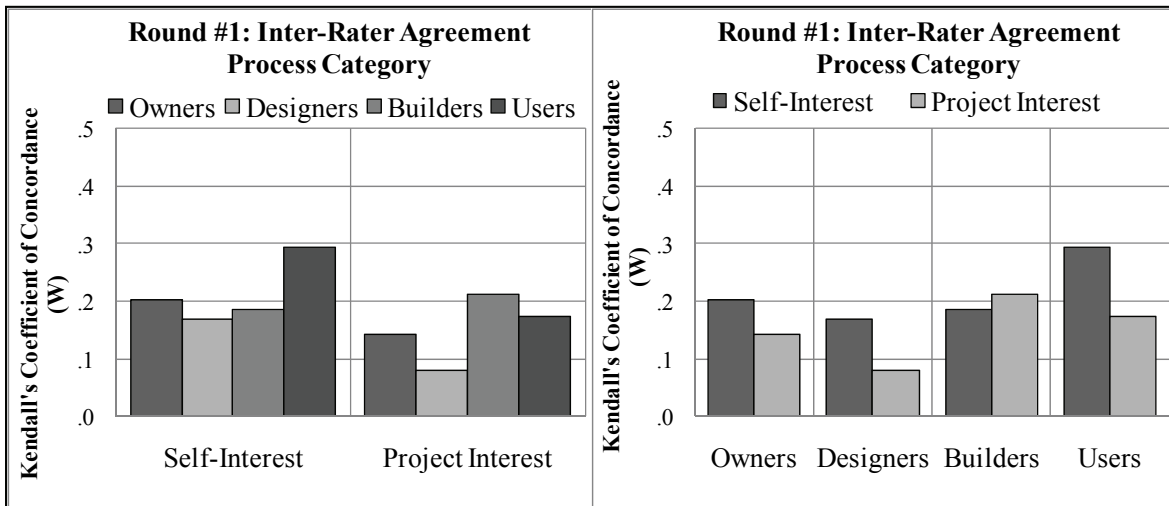 Round #1: Inter-Rater Agreement
Process Category
Owners Designers Builders Users
Kendall's Coefficient of Concordance
(W)
.5
.4
.3
.2
.1
.0
Self-Interest Project Interest
Round #1: Inter-Rater Agreement
Process Category
Self-Interest Project Interest
Kendall's Coefficient of Concordance
(W)
.5
.4
.3
.2
.1
.0
Owners Designers Builders Users